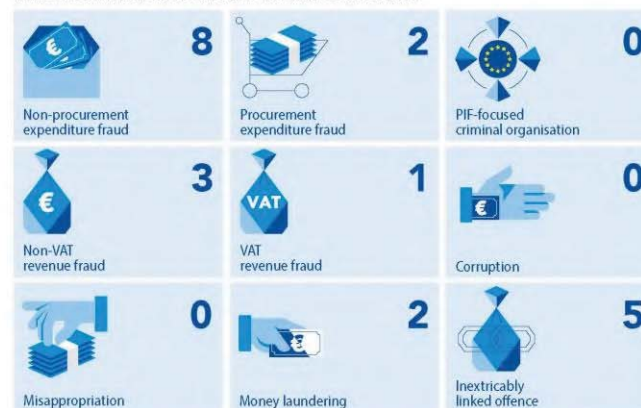 8
Non-procurement
expenditure fraud
2
Procurement
expenditure fraud
0
PIF-focused
criminal organisation
€
3
Non-VAT
revenue fraud
VAT
1
VAT
revenue fraud
€
0
Corruption
0
Misappropriation
€
2
Money laundering
5
Inextricably
linked offence